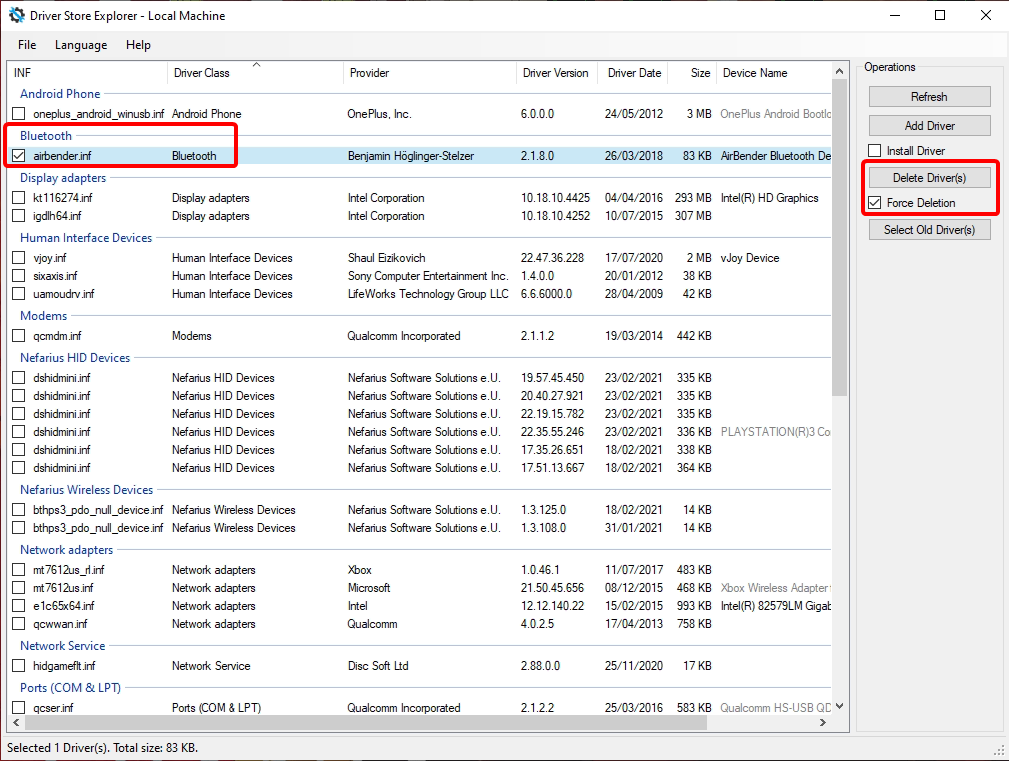 Driver Store Explorer - Local Machine
File Language Help
INF Driver Class Provider Driver Version Driver Date Size Device Name
Android Phone
oneplus_android_winusb.inf Android Phone OnePlus, Inc. 6.0.0.0 24/05/2012 3 MB OnePlus Android Bootlo
Bluetooth
airbender.inf Bluetooth Benjamin Höglinger-Stelzer 2.1.8.0 26/03/2018 83 KB AirBender Bluetooth De
Display adapters
kt116274.inf Display adapters Intel Corporation 10.18.10.4425 04/04/2016 293 MB Intel(R) HD Graphics
igdlh64.inf Display adapters Intel Corporation 10.18.10.4252 10/07/2015 307 MB
Human Interface Devices
vjoy.inf Human Interface Devices Shaul Eizikovich 22.47.36.228 17/07/2020 2 MB vJoy Device
sixaxis.inf Human Interface Devices Sony Computer Entertainment Inc. 1.4.0.0 20/01/2012 38 KB
uamoudrv.inf Human Interface Devices LifeWorks Technology Group LLC 6.6.6000.0 28/04/2009 42 KB
Modems
qcmdm.inf Modems Qualcomm Incorporated 2.1.1.2 19/03/2014 442 KB
Nefarius HID Devices
dshidmini.inf Nefarius HID Devices Nefarius Software Solutions e.U. 19.57.45.450 23/02/2021 335 KB
dshidmini.inf Nefarius HID Devices Nefarius Software Solutions e.U. 20.40.27.921 23/02/2021 335 KB
dshidmini.inf Nefarius HID Devices Nefarius Software Solutions e.U. 22.19.15.782 23/02/2021 335 KB
dshidmini.inf Nefarius HID Devices Nefarius Software Solutions e.U. 22.35.55.246 23/02/2021 336 KB PLAYSTATION(R)3 Co
dshidmini.inf Nefarius HID Devices Nefarius Software Solutions e.U. 17.35.26.651 18/02/2021 338 KB
dshidmini.inf Nefarius HID Devices Nefarius Software Solutions e.U. 17.51.13.667 18/02/2021 364 KB
Nefarius Wireless Devices
bthps3_pdo_null_device.inf Nefarius Wireless Devices Nefarius Software Solutions e.U. 1.3.125.0 18/02/2021 14 KB
bthps3_pdo_null_device.inf Nefarius Wireless Devices Nefarius Software Solutions e.U. 1.3.108.0 31/01/2021 14 KB
Network adapters
mt7612us_rl.inf Network adapters Xbox 1.0.46.1 11/07/2017 483 KB
mt7612us.inf Network adapters Microsoft 21.50.45.656 08/12/2015 468 KB Xbox Wireless Adapter
e1c65x64.inf Network adapters Intel 12.12.140.22 15/02/2015 993 KB Intel(R) 82579LM Gigab
qcwwan.inf Network adapters Qualcomm 4.0.2.5 17/04/2013 758 KB
Network Service
hidgameflt.inf Network Service Disc Soft Ltd 2.88.0.0 25/11/2020 17 KB
Ports (COM & LPT)
qcser.inf Ports (COM & LPT) Qualcomm Incorporated 2.1.2.2 25/03/2016 583 KB Qualcomm HS-USB QD
Operations
Refresh
Add Driver
Install Driver
Delete Driver(s)
Force Deletion
Select Old Driver(s)
Selected 1 Driver(s). Total size: 83 KB.